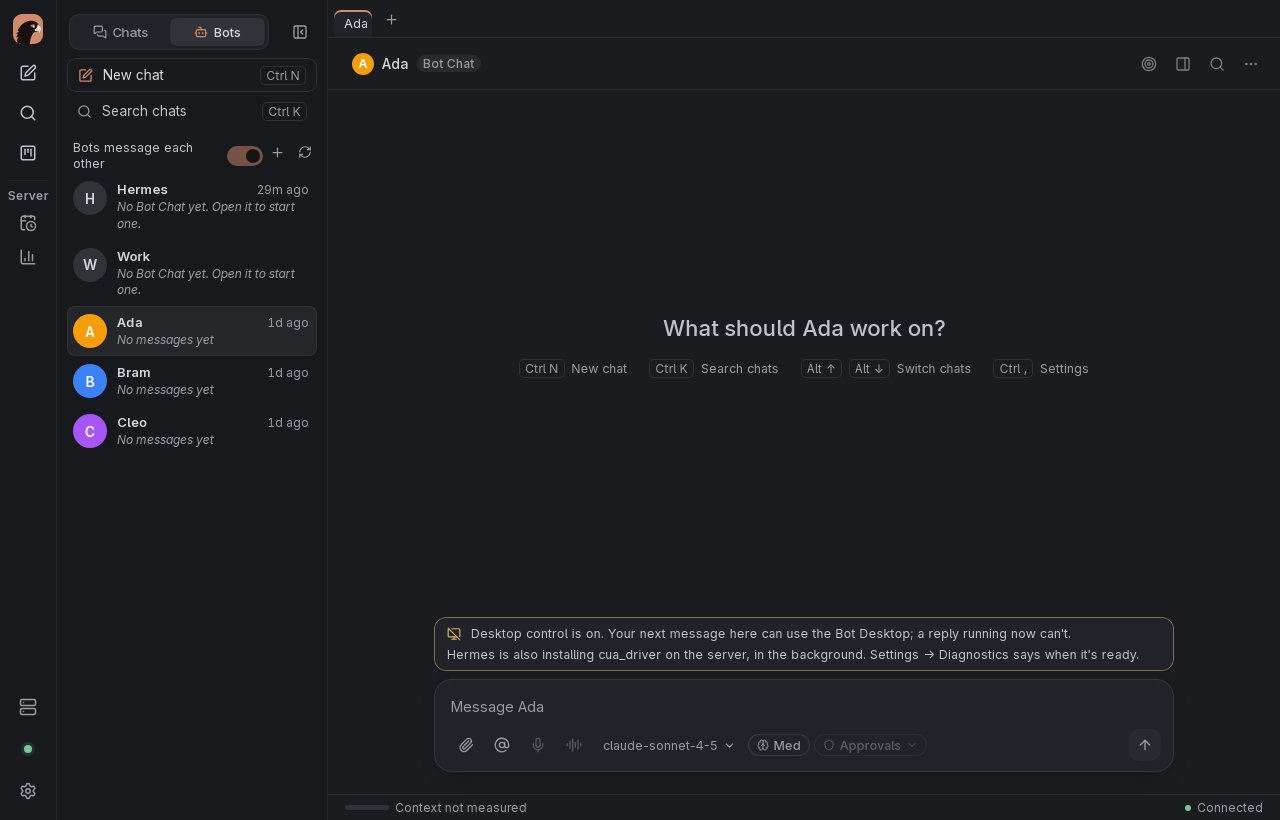 Chats
Bots
New chat
Ctrl N
Search chats
Ctrl K
Bots message each
other
Server
H
Hermes
29m ago
No Bot Chat yet. Open it to start
one.
W
Work
No Bot Chat yet. Open it to start
one.
A
Ada
1d ago
No messages yet
B
Bram
1d ago
No messages yet
C
Cleo
1d ago
No messages yet
Ada
A
Ada
Bot Chat
What should Ada work on?
Ctrl N New chat Ctrl K Search chats Alt ↑ Alt ↓ Switch chats Ctrl , Settings
Desktop control is on. Your next message here can use the Bot Desktop; a reply running now can't.
Hermes is also installing cua_driver on the server, in the background. Settings → Diagnostics says when it's ready.
Message Ada
claude-sonnet-4-5
Med
Approvals
Context not measured
Connected